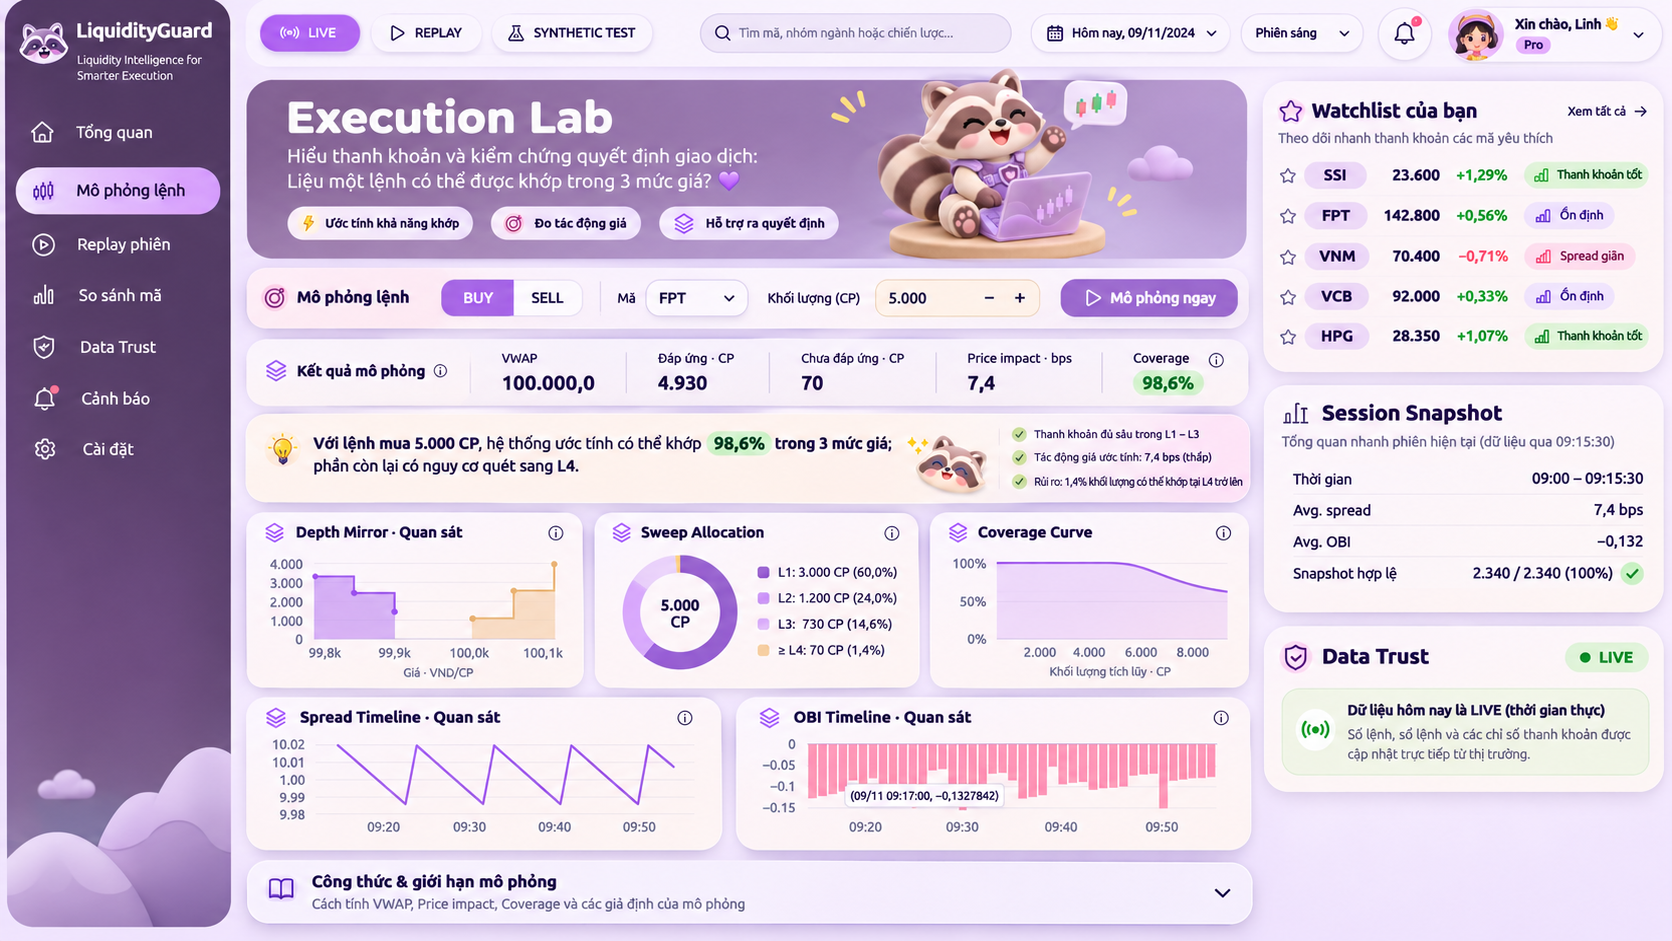 LiquidityGuard
Liquidity Intelligence for
Smarter Execution
Tổng quan
Mô phỏng lệnh
Replay phiên
So sánh mã
Data Trust
Cảnh báo
Cài đặt
LIVE
REPLAY
SYNTHETIC TEST
Tìm mã, nhóm ngành hoặc chiến lược...
Hôm nay, 09/11/2024
Phiên sáng
Xin chào, Linh 👋
Pro
Execution Lab
Hiểu thanh khoản và kiểm chứng quyết định giao dịch:
Liệu một lệnh có thể được khớp trong 3 mức giá? 💜
Ước tính khả năng khớp
Đo tác động giá
Hỗ trợ ra quyết định
Mô phỏng lệnh
BUY
SELL
Mã
FPT
Khối lượng (CP)
5.000
−
+
Mô phỏng ngay
Kết quả mô phỏng
VWAP
100.000,0
Đáp ứng · CP
4.930
Chưa đáp ứng · CP
70
Price impact · bps
7,4
Coverage
98,6%
Với lệnh mua 5.000 CP, hệ thống ước tính có thể khớp 98,6% trong 3 mức giá;
phần còn lại có nguy cơ quét sang L4.
Thanh khoản đủ sâu trong L1 – L3
Tác động giá ước tính: 7,4 bps (thấp)
Rủi ro: 1,4% khối lượng có thể khớp tại L4 trở lên
Depth Mirror · Quan sát
4.000
3.000
2.000
1.000
0
99,8k
99,9k
100,0k
100,1k
Giá · VND/CP
Sweep Allocation
5.000
CP
L1: 3.000 CP (60,0%)
L2: 1.200 CP (24,0%)
L3: 730 CP (14,6%)
≥ L4: 70 CP (1,4%)
Coverage Curve
100%
50%
0%
2.000
4.000
6.000
8.000
Khối lượng tích lũy · CP
Spread Timeline · Quan sát
10.02
10.01
1.00
9.99
9.98
09:20
09:30
09:40
09:50
OBI Timeline · Quan sát
0
−0.05
−0.1
−0.15
(09/11 09:17:00, −0,1327842)
09:20
09:30
09:40
09:50
Công thức & giới hạn mô phỏng
Cách tính VWAP, Price impact, Coverage và các giả định của mô phỏng
Watchlist của bạn
Xem tất cả →
Theo dõi nhanh thanh khoản các mã yêu thích
SSI 23.600 +1,29% Thanh khoản tốt
FPT 142.800 +0,56% Ổn định
VNM 70.400 −0,71% Spread giãn
VCB 92.000 +0,33% Ổn định
HPG 28.350 +1,07% Thanh khoản tốt
Session Snapshot
Tổng quan nhanh phiên hiện tại (dữ liệu qua 09:15:30)
Thời gian 09:00 – 09:15:30
Avg. spread 7,4 bps
Avg. OBI −0,132
Snapshot hợp lệ 2.340 / 2.340 (100%)
Data Trust
LIVE
Dữ liệu hôm nay là LIVE (thời gian thực)
Sổ lệnh, sổ lệnh và các chỉ số thanh khoản được
cập nhật trực tiếp từ thị trường.